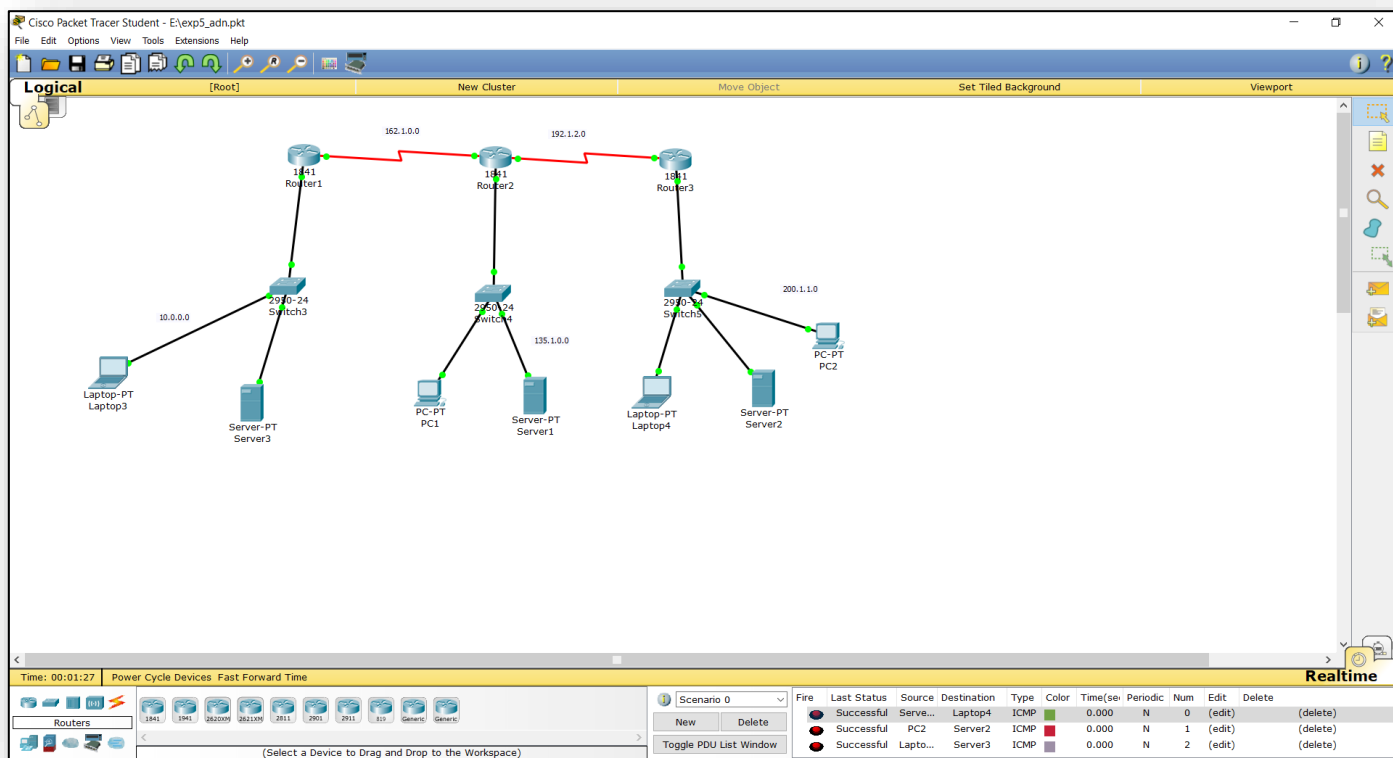 Cisco Packet Tracer Student - E:\exp5_adn.pkt
File Edit Options View Tools Extensions Help
Logical [Root] New Cluster Move Object Set Tiled Background Viewport
162.1.0.0
192.1.2.0
1841
Router1
1841
Router2
1841
Router3
200.1.1.0
2950-24
Switch3
2950-24
Switch4
2950-24
Switch5
10.0.0.0
135.1.0.0
PC-PT
PC2
Laptop-PT
Laptop3
Server-PT
Server3
PC-PT
PC1
Server-PT
Server1
Laptop-PT
Laptop4
Server-PT
Server2
Time: 00:01:27 Power Cycle Devices Fast Forward Time Realtime
Routers
1841 1941 2620XM 2621XM 2811 2901 2911 819 Generic Generic
(Select a Device to Drag and Drop to the Workspace)
Scenario 0
New Delete
Toggle PDU List Window
Fire Last Status Source Destination Type Color Time(sec Periodic Num Edit Delete
Successful Serve... Laptop4 ICMP 0.000 N 0 (edit) (delete)
Successful PC2 Server2 ICMP 0.000 N 1 (edit) (delete)
Successful Lapto... Server3 ICMP 0.000 N 2 (edit) (delete)